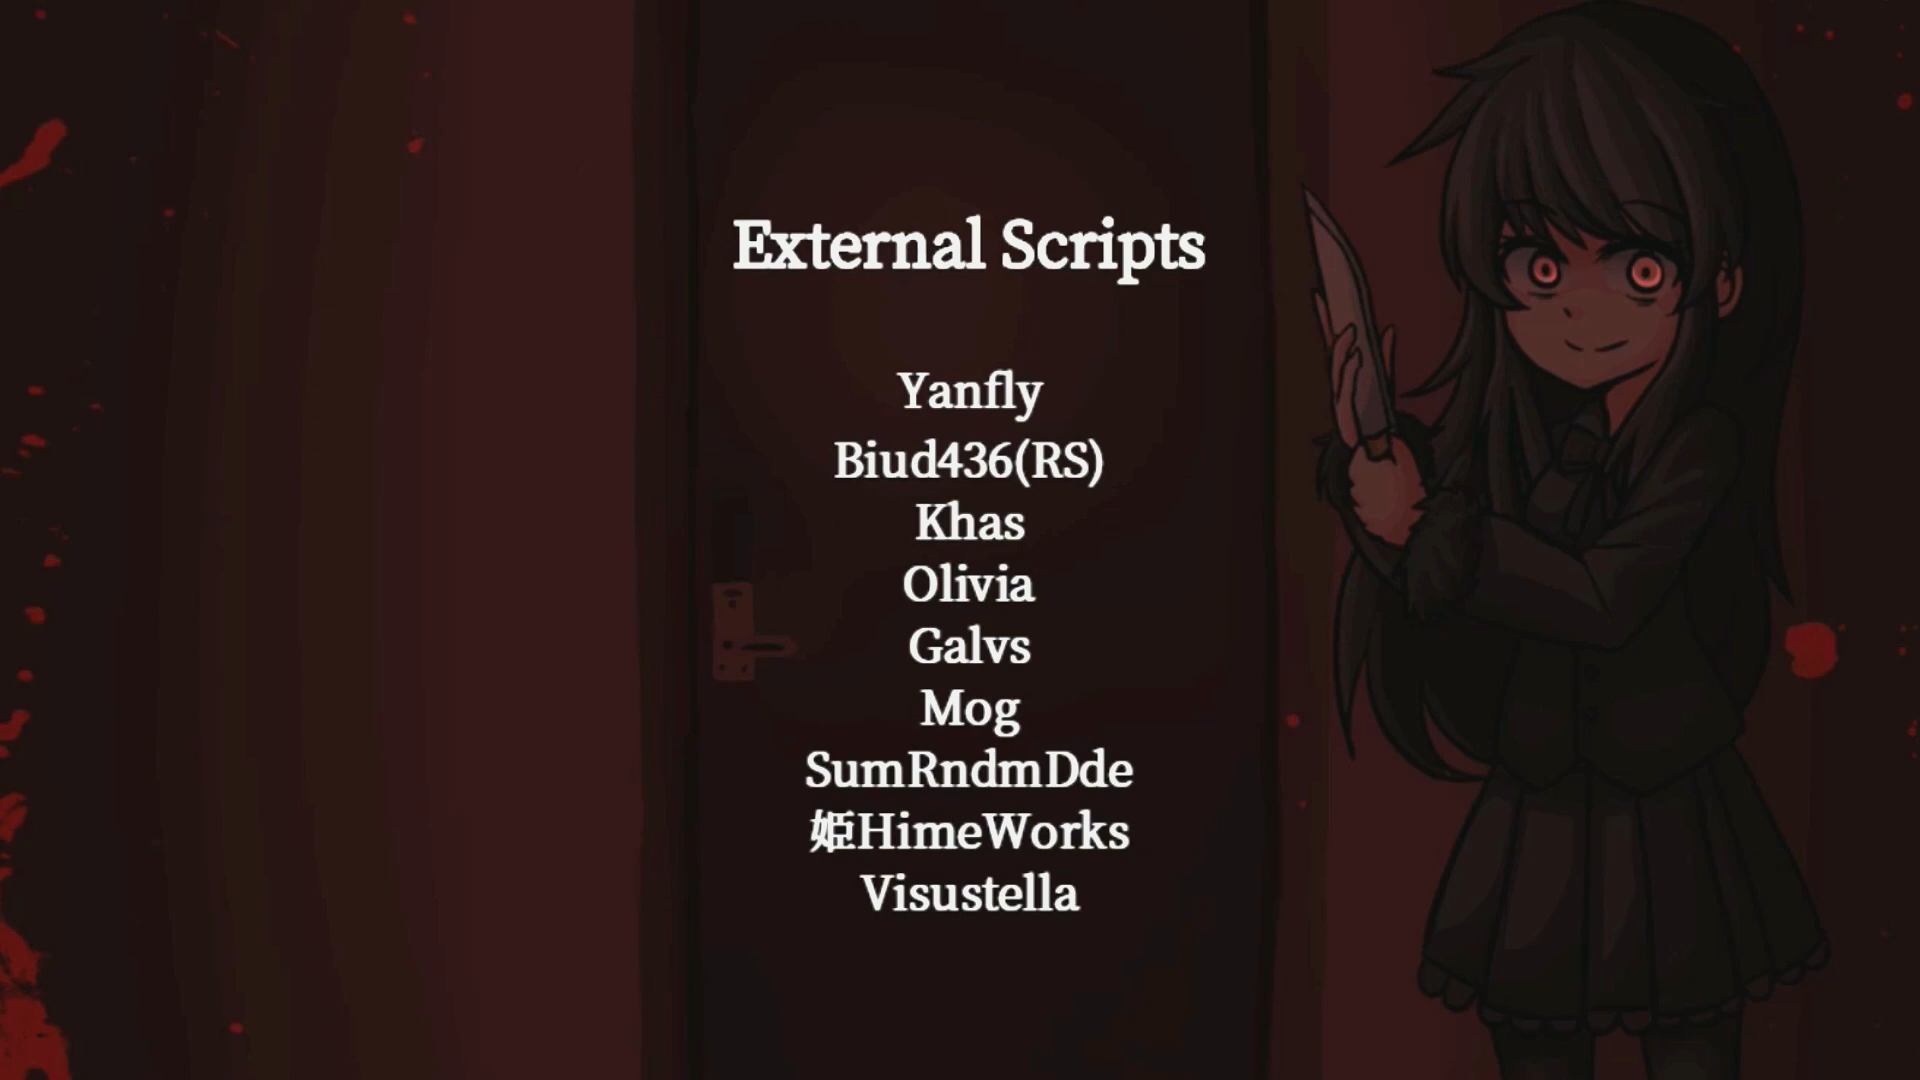 External Scripts
Yanfly
Biud436(RS)
Khas
Olivia
Galvs
Mog
SumRndmDde
姫HimeWorks
Visustella